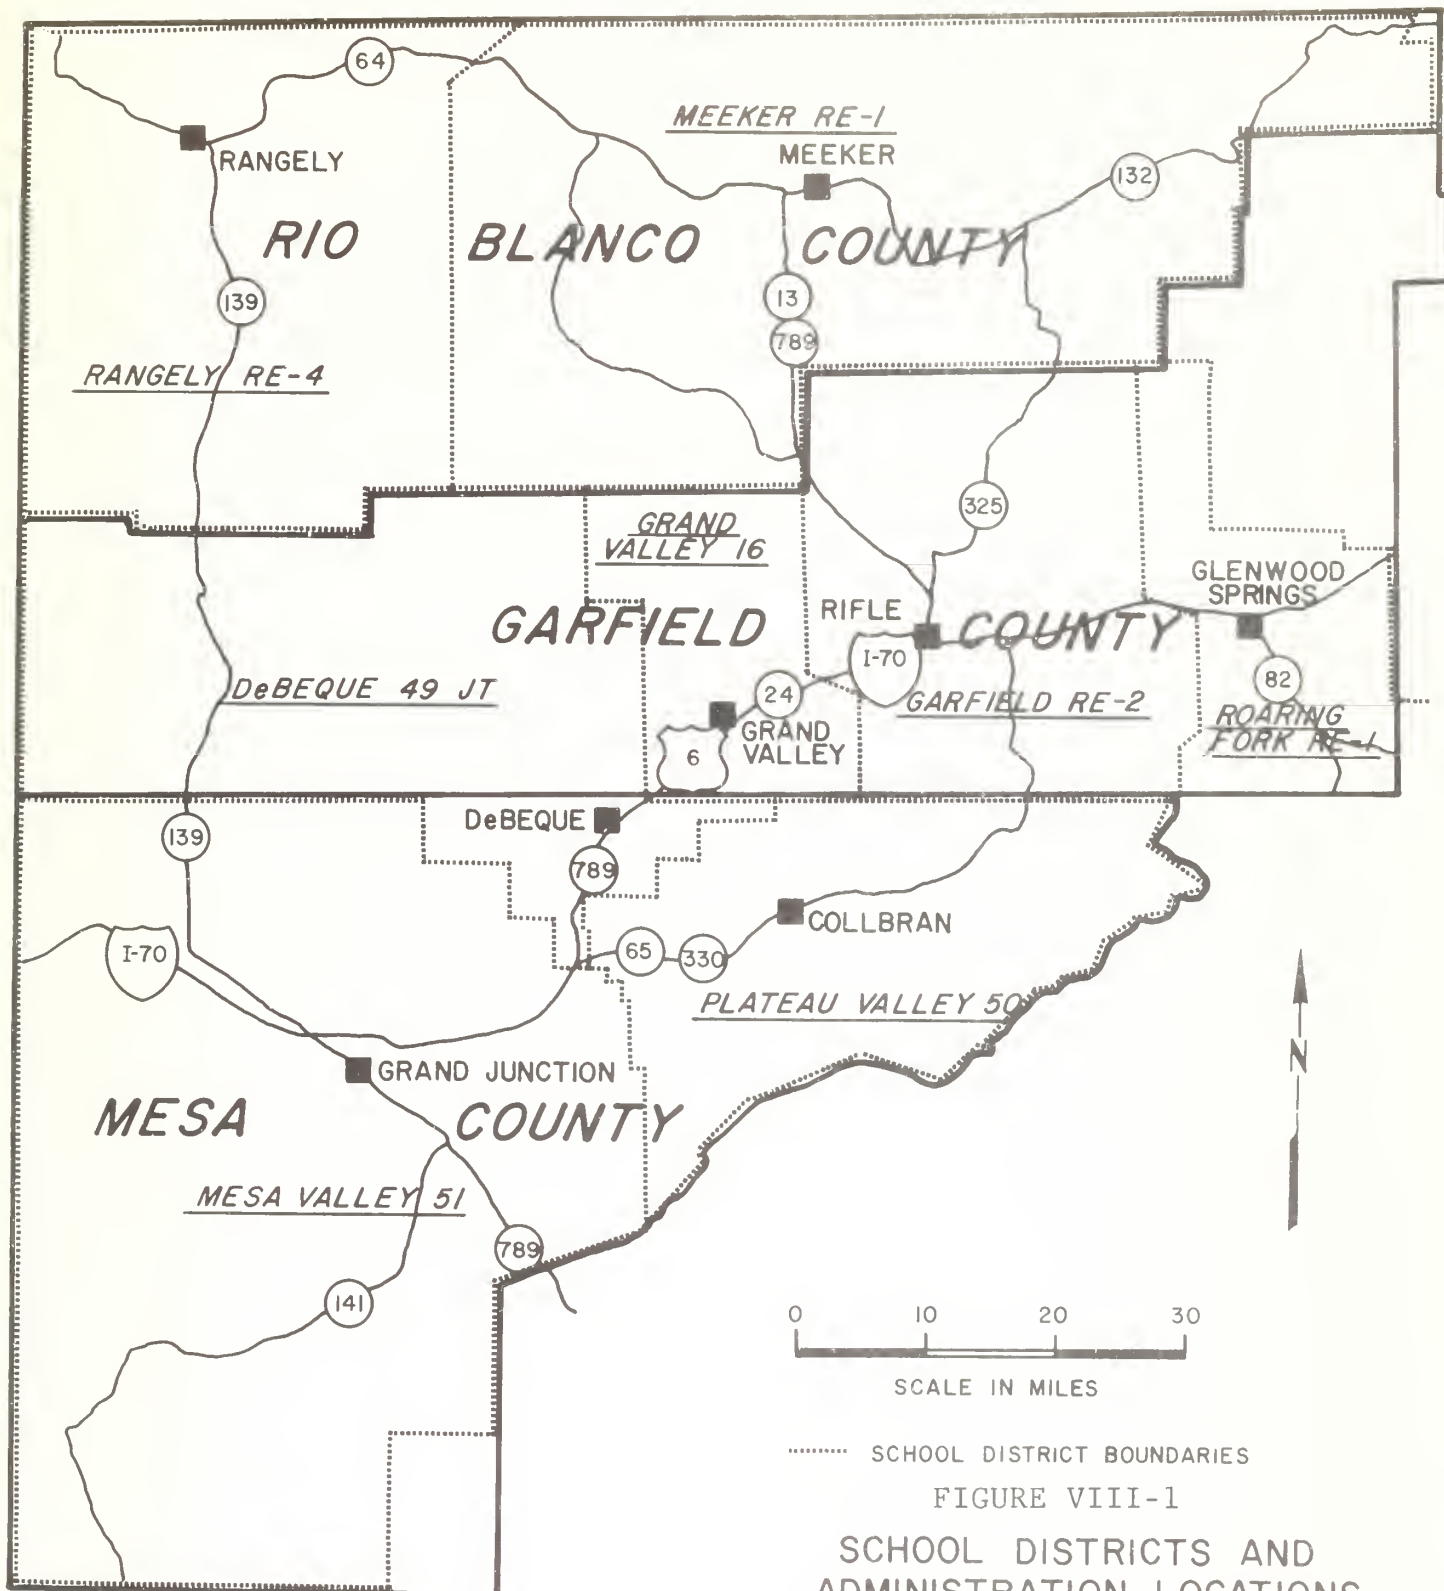 64
MEEKER RE-1
MEEKER
RANGELY
132
RIO BLANCO COUNTY
139
13
789
RANGELY RE-4
325
GRAND
VALLEY 16
GLENWOOD
SPRINGS
RIFLE
GARFIELD COUNTY
I-70
DeBEQUE 49 JT
24
82
GARFIELD RE-2
ROARING
FORK RE-1
GRAND
VALLEY
6
DeBEQUE
139
789
COLLBRAN
I-70
65
330
PLATEAU VALLEY 50
N
GRAND JUNCTION
MESA COUNTY
MESA VALLEY 51
789
141
0 10 20 30
SCALE IN MILES
SCHOOL DISTRICT BOUNDARIES
FIGURE VIII-1
SCHOOL DISTRICTS AND
ADMINISTRATION LOCATIONS